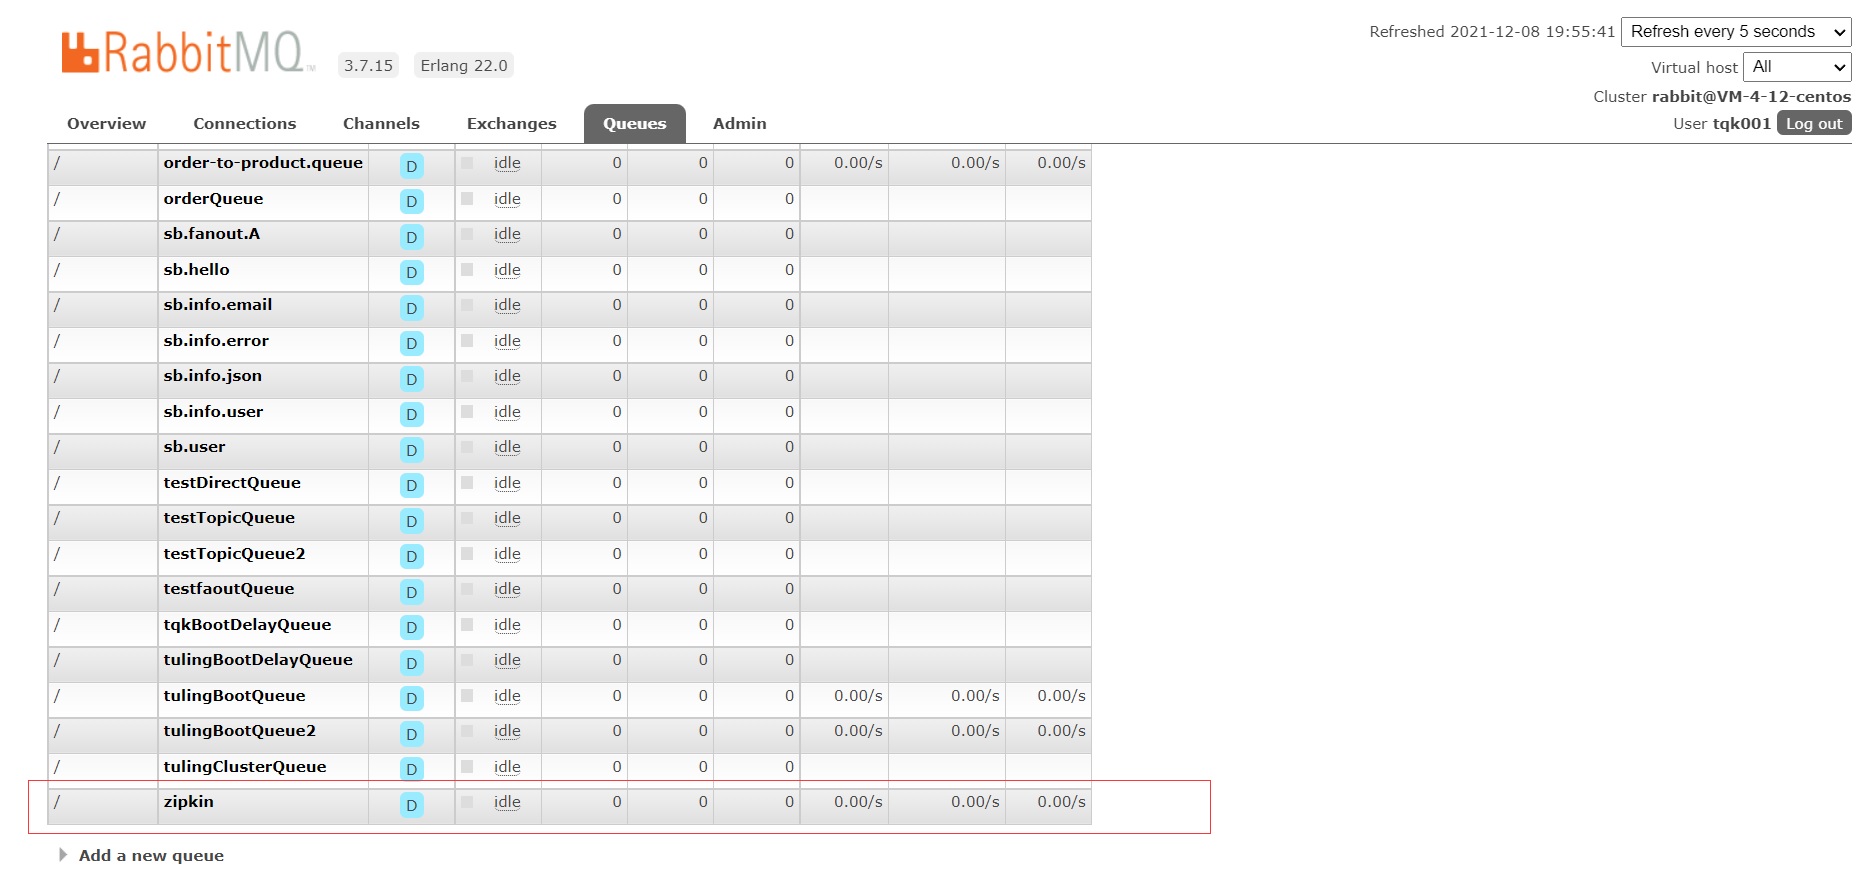 Refreshed 2021-12-08 19:55:41 Refresh every 5 seconds
RabbitMQ TM 3.7.15 Erlang 22.0
Virtual host All
Cluster rabbit@VM-4-12-centos
User tqk001 Log out
Overview Connections Channels Exchanges Queues Admin
/ order-to-product.queue D idle 0 0 0 0.00/s 0.00/s 0.00/s
/ orderQueue D idle 0 0 0
/ sb.fanout.A D idle 0 0 0
/ sb.hello D idle 0 0 0
/ sb.info.email D idle 0 0 0
/ sb.info.error D idle 0 0 0
/ sb.info.json D idle 0 0 0
/ sb.info.user D idle 0 0 0
/ sb.user D idle 0 0 0
/ testDirectQueue D idle 0 0 0
/ testTopicQueue D idle 0 0 0
/ testTopicQueue2 D idle 0 0 0
/ testfaoutQueue D idle 0 0 0
/ tqkBootDelayQueue D idle 0 0 0
/ tulingBootDelayQueue D idle 0 0 0
/ tulingBootQueue D idle 0 0 0 0.00/s 0.00/s 0.00/s
/ tulingBootQueue2 D idle 0 0 0 0.00/s 0.00/s 0.00/s
/ tulingClusterQueue D idle 0 0 0
/ zipkin D idle 0 0 0 0.00/s 0.00/s 0.00/s
Add a new queue